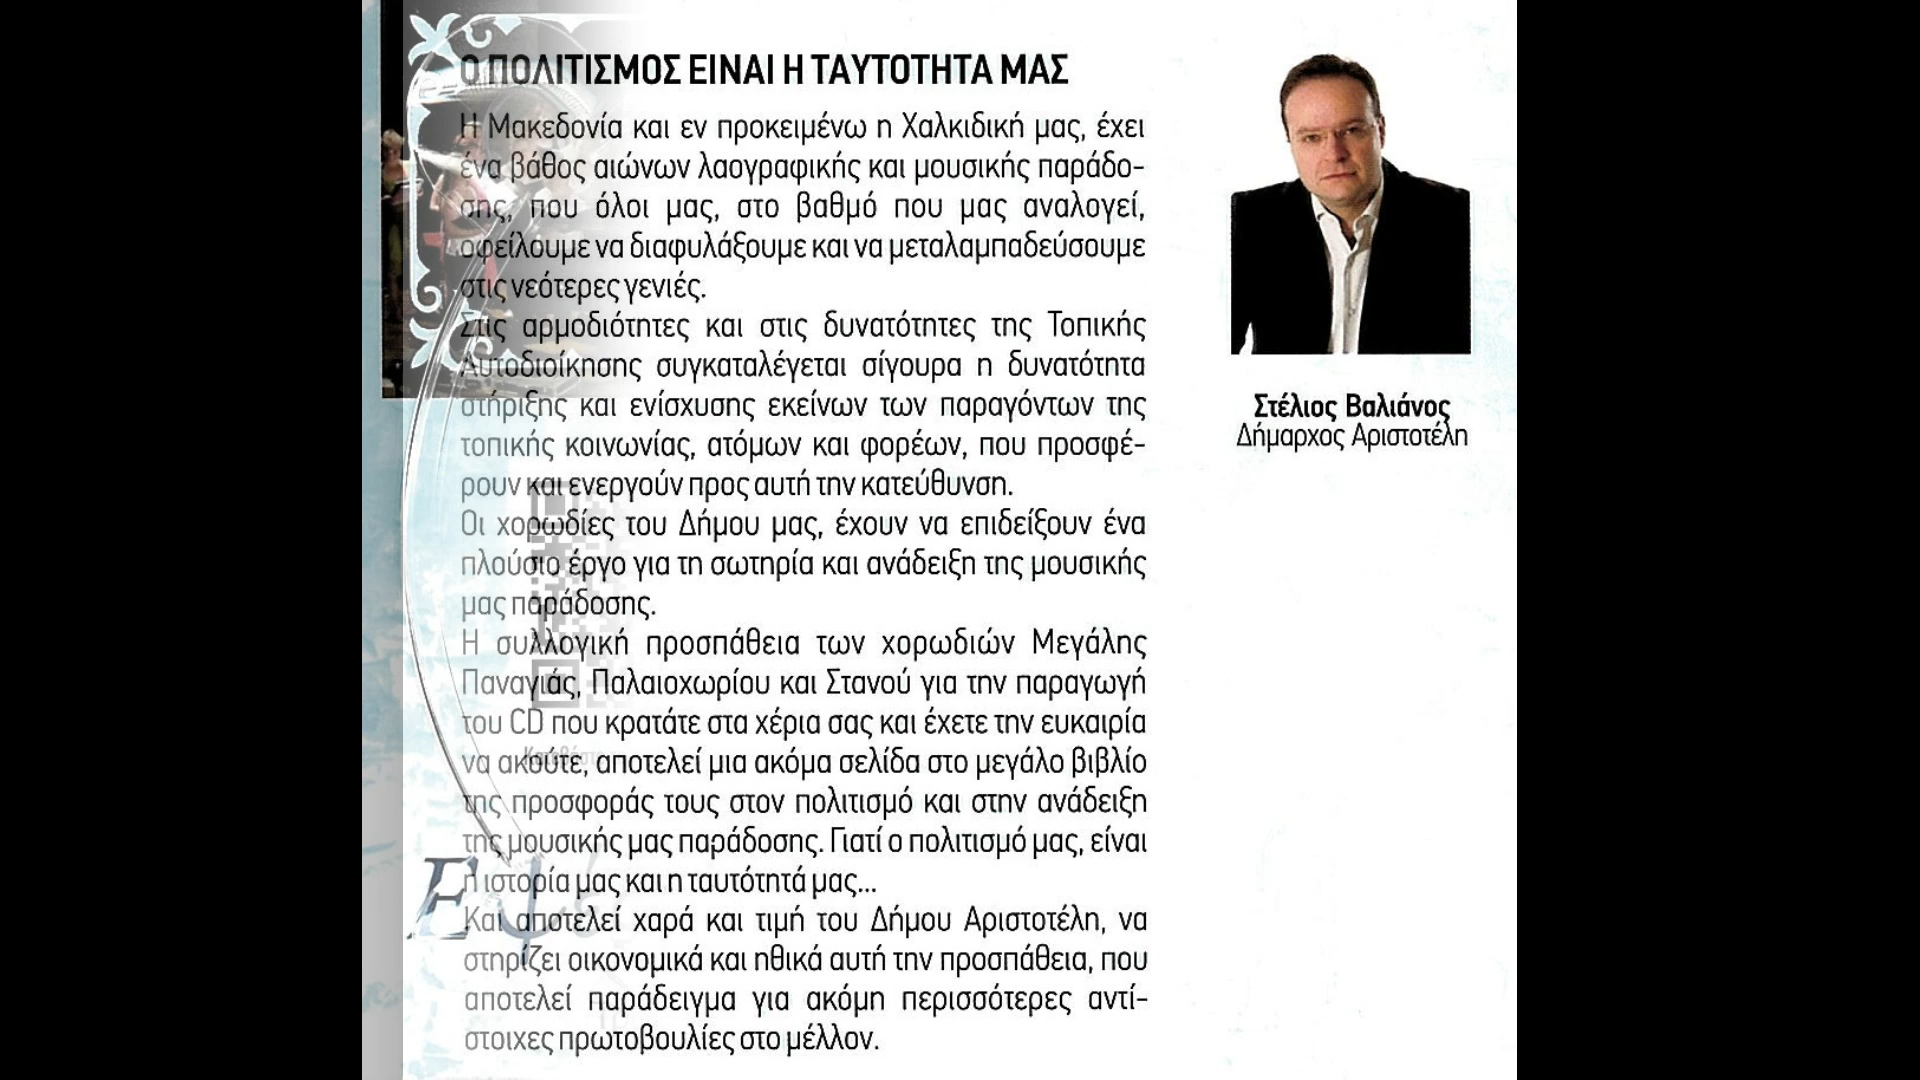 Ο ΠΟΛΙΤΙΣΜΟΣ ΕΙΝΑΙ Η ΤΑΥΤΟΤΗΤΑ ΜΑΣ
Η Μακεδονία και εν προκειμένω η Χαλκιδική μας, έχει
ένα βάθος αιώνων λαογραφικής και μουσικής παράδο-
σης, που όλοι μας, στο βαθμό που μας αναλογεί,
οφείλουμε να διαφυλάξουμε και να μεταλαμπαδεύσουμε
στις νεότερες γενιές.
Στις αρμοδιότητες και στις δυνατότητες της Τοπικής
Αυτοδιοίκησης συγκαταλέγεται σίγουρα η δυνατότητα
στήριξης και ενίσχυσης εκείνων των παραγόντων της
τοπικής κοινωνίας, ατόμων και φορέων, που προσφέ-
ρουν και ενεργούν προς αυτή την κατεύθυνση.
Οι χορωδίες του Δήμου μας, έχουν να επιδείξουν ένα
πλούσιο έργο για τη σωτηρία και ανάδειξη της μουσικής
μας παράδοσης.
Η συλλογική προσπάθεια των χορωδιών Μεγάλης
Παναγιάς, Παλαιοχωρίου και Στανού για την παραγωγή
του CD που κρατάτε στα χέρια σας και έχετε την ευκαιρία
να ακούτε, αποτελεί μια ακόμα σελίδα στο μεγάλο βιβλίο
της προσφοράς τους στον πολιτισμό και στην ανάδειξη
της μουσικής μας παράδοσης. Γιατί ο πολιτισμό μας, είναι
η ιστορία μας και η ταυτότητά μας...
Και αποτελεί χαρά και τιμή του Δήμου Αριστοτέλη, να
στηρίζει οικονομικά και ηθικά αυτή την προσπάθεια, που
αποτελεί παράδειγμα για ακόμη περισσότερες αντί-
στοιχες πρωτοβουλίες στο μέλλον.
Στέλιος Βαλιάνος
Δήμαρχος Αριστοτέλη